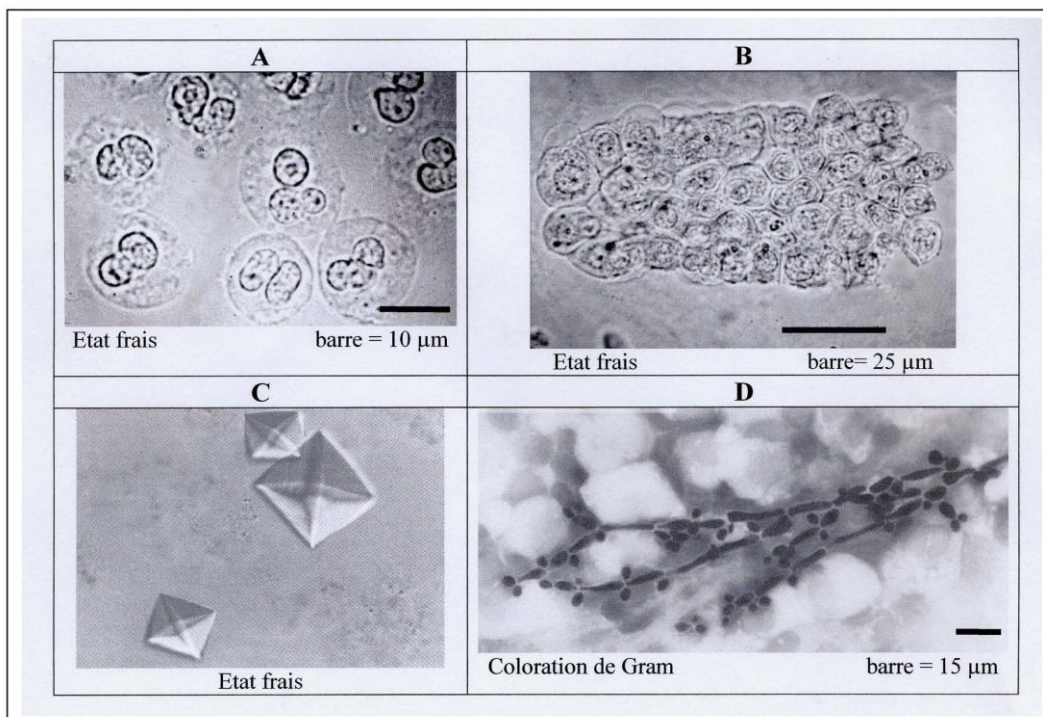 A
B
Etat frais barre = 10 µm
Etat frais barre= 25 µm
C
D
Etat frais
Coloration de Gram barre = 15 µm